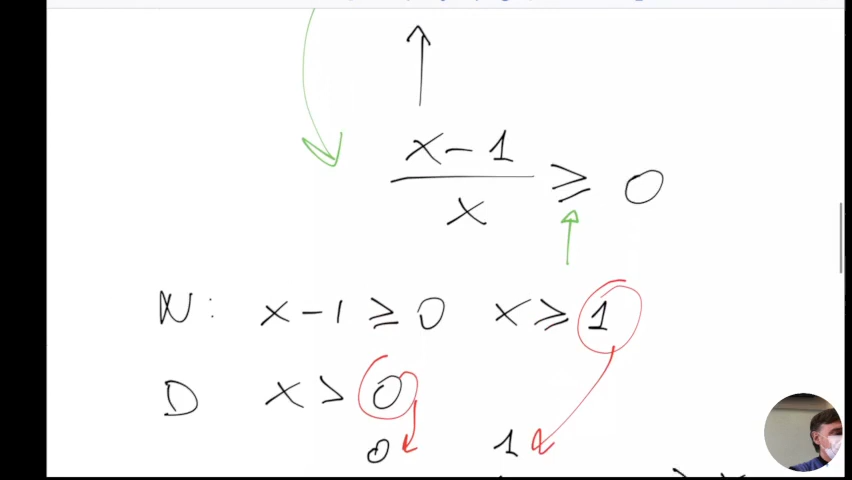 x-1
x ≥ 0
N: x-1 ≥ 0 x ≥ 1
D x > 0
0 1